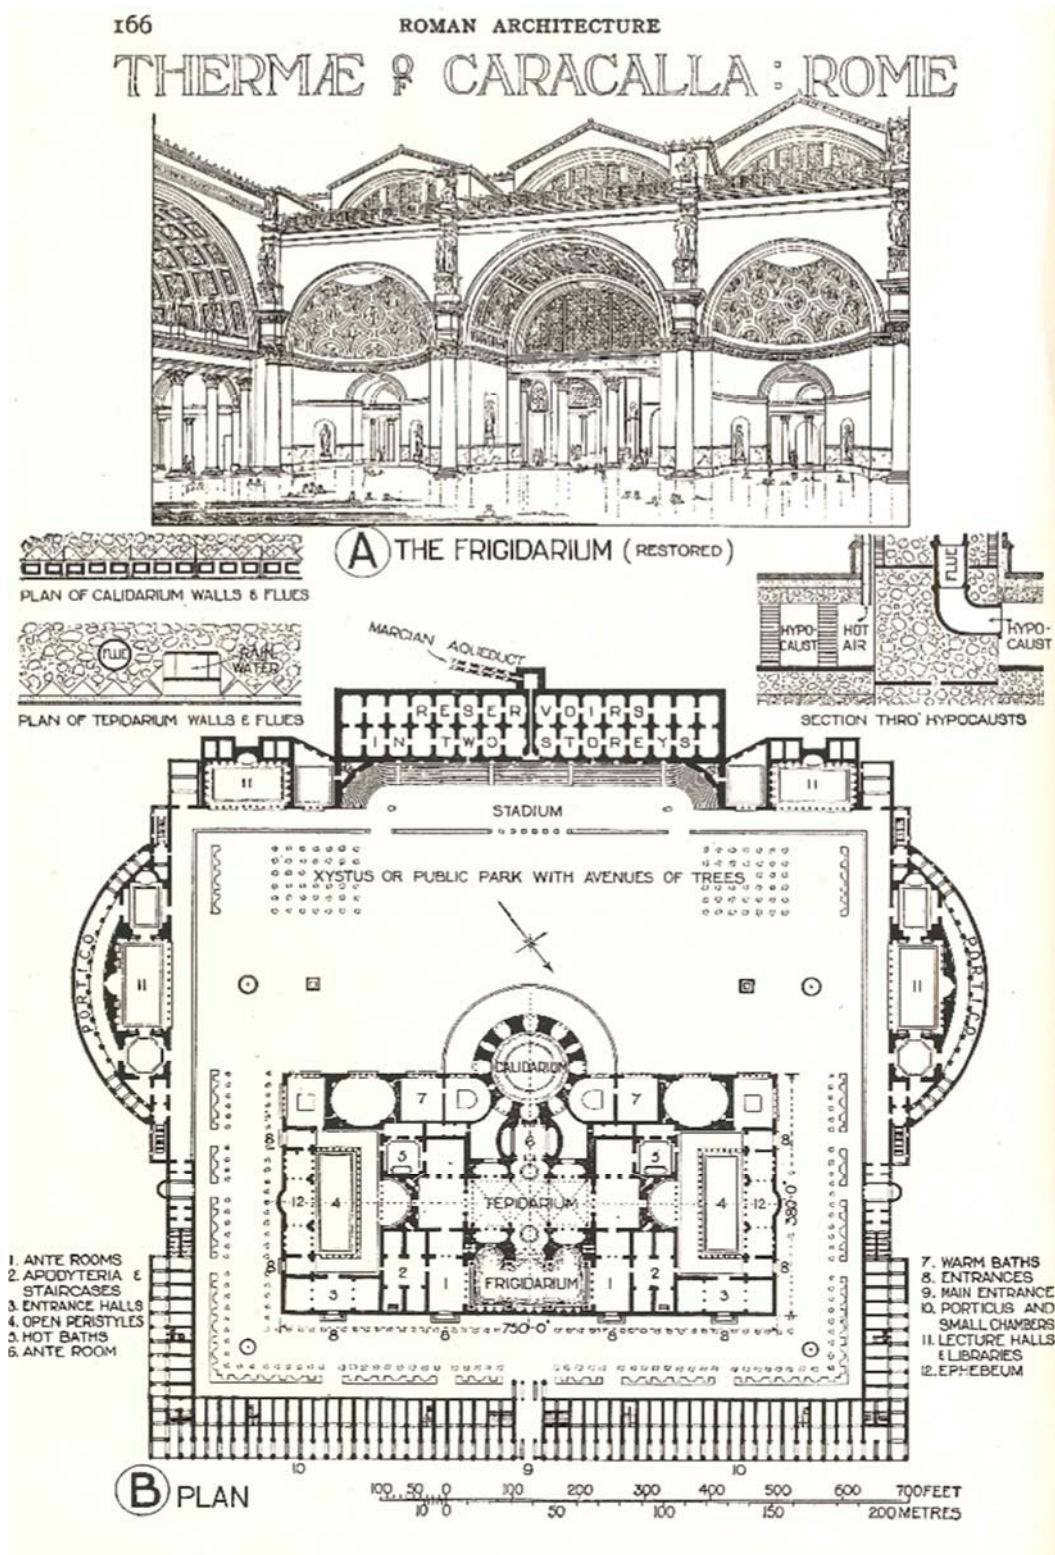 166
ROMAN ARCHITECTURE
THERMÆ OF CARACALLA : ROME
A THE FRIGIDARIUM (RESTORED)
PLAN OF CALIDARIUM WALLS & FLUES
FLUE
RAIN
WATER
PLAN OF TEPIDARIUM WALLS & FLUES
FLUE
HYPO-
CAUST
HOT
AIR
HYPO-
CAUST
SECTION THRO' HYPOCAUSTS
MARCIAN AQUEDUCT
RESERVOIRS
IN TWO STOREYS
11
11
STADIUM
XYSTUS OR PUBLIC PARK WITH AVENUES OF TREES
PORTICO
11
11
PORTICO
CALIDARIUM
7
7
8
5
6
5
8
12
4
TEPIDARIUM
4
12
380'-0"
8
2
1
FRIGIDARIUM
1
2
8
3
3
8
6
750'-0"
6
8
1. ANTE ROOMS
2. APODYTERIA &
STAIRCASES
3. ENTRANCE HALLS
4. OPEN PERISTYLES
5. HOT BATHS
6. ANTE ROOM
7. WARM BATHS
8. ENTRANCES
9. MAIN ENTRANCE
10. PORTICUS AND
SMALL CHAMBERS
11. LECTURE HALLS
& LIBRARIES
12. EPHEBEUM
10
9
10
B PLAN
100 50 0 100 200 300 400 500 600 700 FEET
10 0 50 100 150 200 METRES